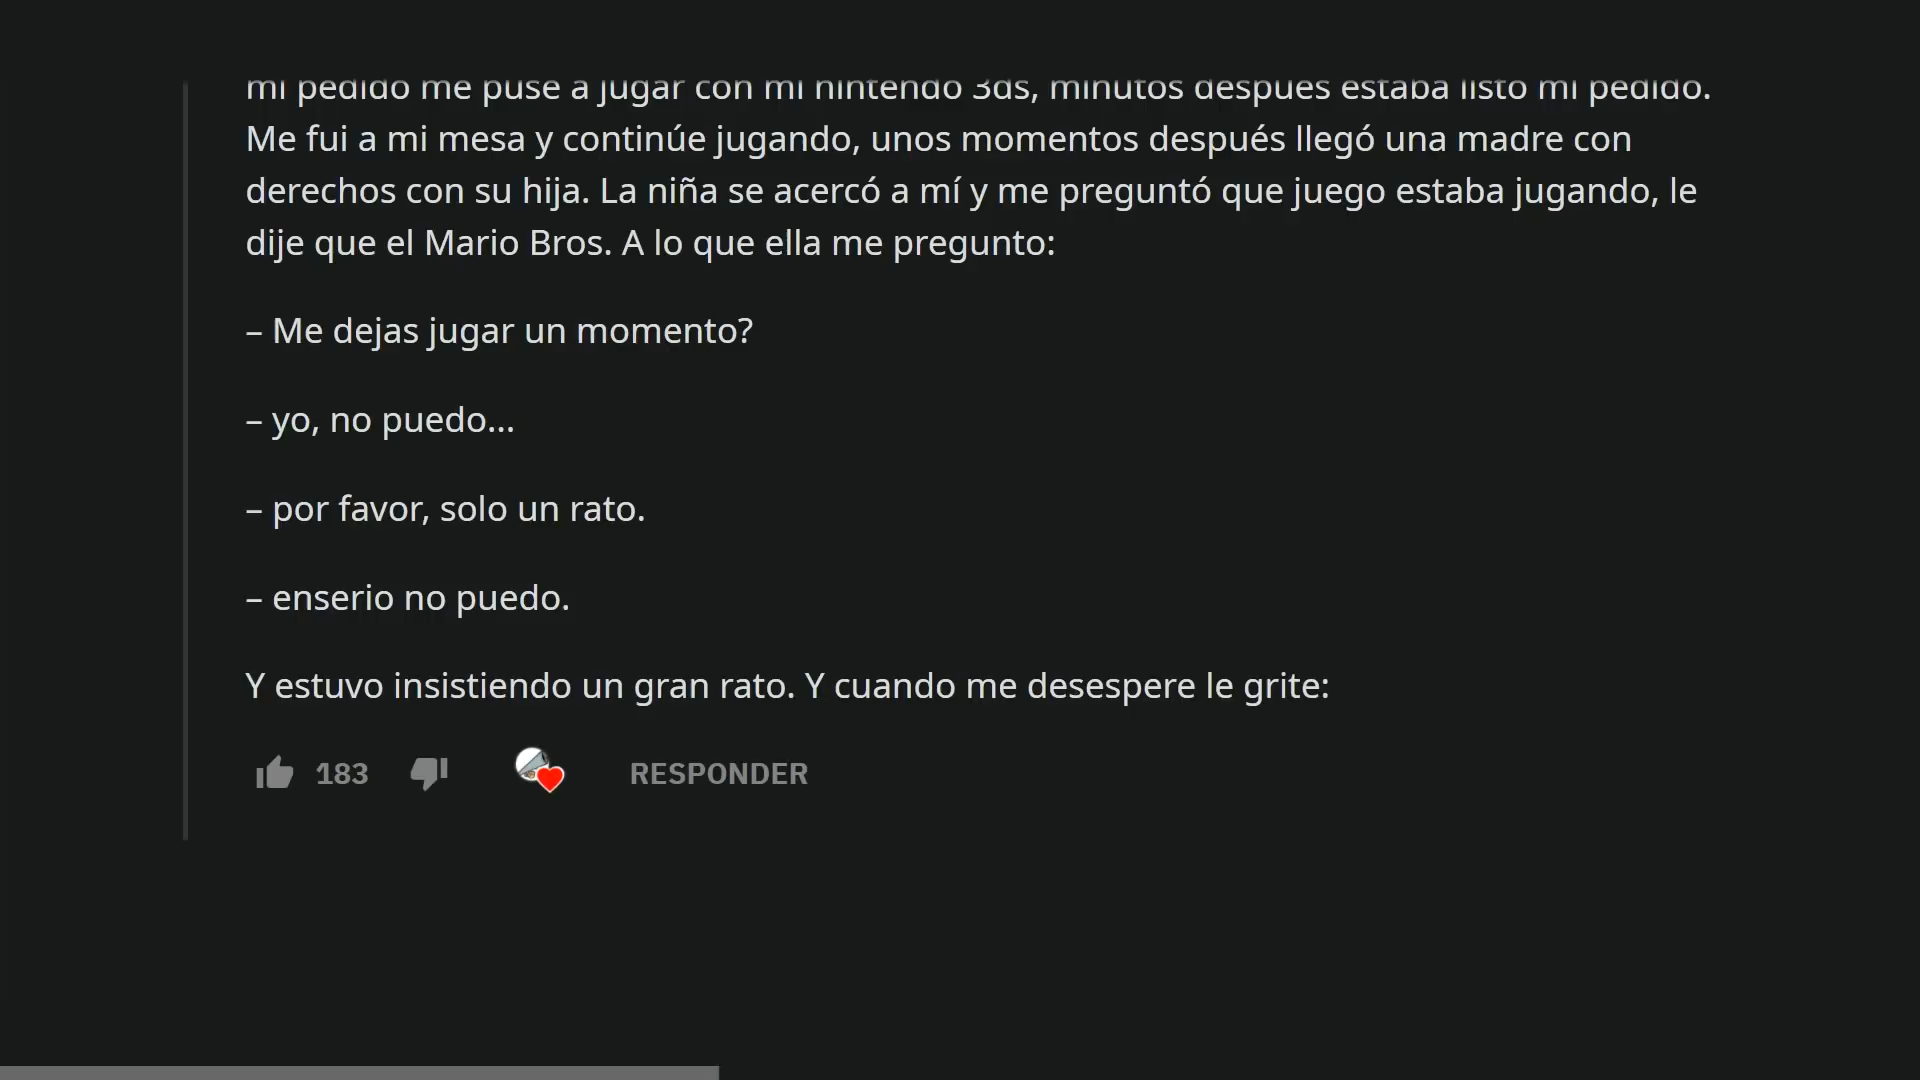 mi pedido me puse a jugar con mi nintendo 3ds, minutos después estaba listo mi pedido.
Me fui a mi mesa y continúe jugando, unos momentos después llegó una madre con
derechos con su hija. La niña se acercó a mí y me preguntó que juego estaba jugando, le
dije que el Mario Bros. A lo que ella me pregunto:
– Me dejas jugar un momento?
– yo, no puedo...
– por favor, solo un rato.
– enserio no puedo.
Y estuvo insistiendo un gran rato. Y cuando me desespere le grite:
183 RESPONDER